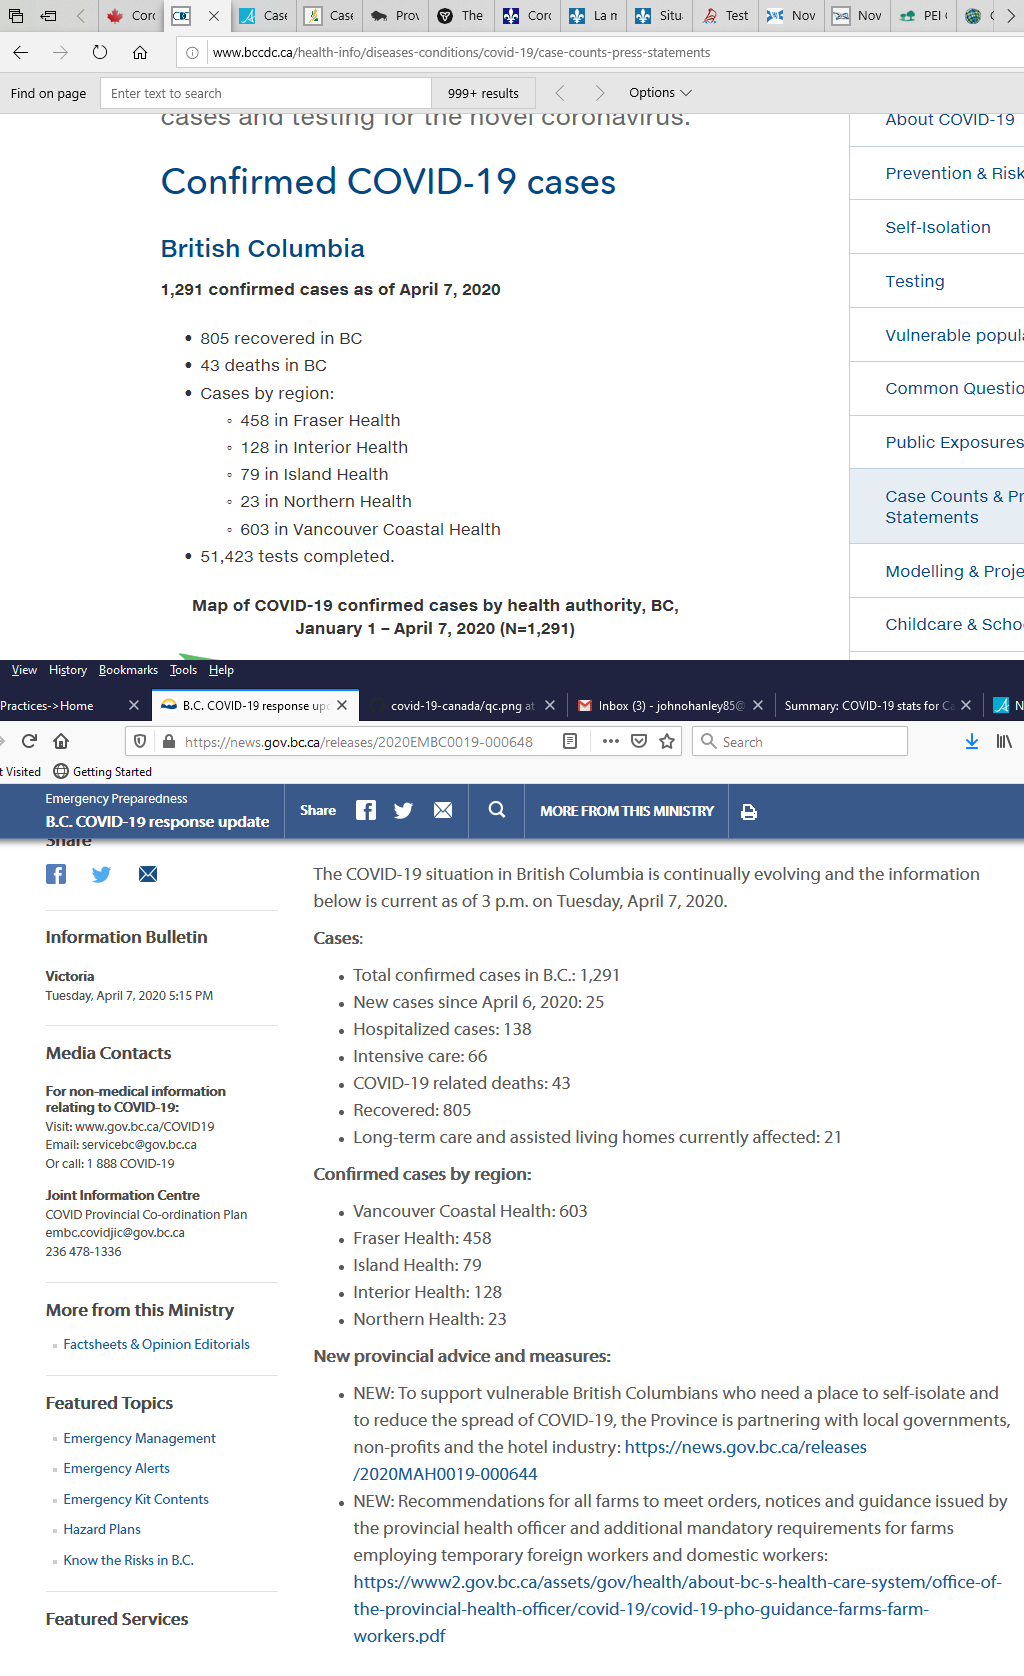 Cord
Case
Case
Prov
The
Cord
La m
Situ
Test
Nov
Nov
PEI
www.bccdc.ca/health-info/diseases-conditions/covid-19/case-counts-press-statements
Find on page
Enter text to search
999+ results
Options
cases and testing for the novel coronavirus.
Confirmed COVID-19 cases
British Columbia
1,291 confirmed cases as of April 7, 2020
• 805 recovered in BC
• 43 deaths in BC
• Cases by region:
◦ 458 in Fraser Health
◦ 128 in Interior Health
◦ 79 in Island Health
◦ 23 in Northern Health
◦ 603 in Vancouver Coastal Health
• 51,423 tests completed.
Map of COVID-19 confirmed cases by health authority, BC,
January 1 – April 7, 2020 (N=1,291)
About COVID-19
Prevention & Risk
Self-Isolation
Testing
Vulnerable popula
Common Questio
Public Exposures
Case Counts & Pr
Statements
Modelling & Proje
Childcare & Scho
View History Bookmarks Tools Help
Practices->Home
B.C. COVID-19 response up
covid-19-canada/qc.png at
Inbox (3) - johnohanley85@
Summary: COVID-19 stats for Ca
N
https://news.gov.bc.ca/releases/2020EMBC0019-000648
Search
t Visited
Getting Started
Emergency Preparedness
B.C. COVID-19 response update
Share
MORE FROM THIS MINISTRY
Share
Information Bulletin
Victoria
Tuesday, April 7, 2020 5:15 PM
Media Contacts
For non-medical information
relating to COVID-19:
Visit: www.gov.bc.ca/COVID19
Email: servicebc@gov.bc.ca
Or call: 1 888 COVID-19
Joint Information Centre
COVID Provincial Co-ordination Plan
embc.covidjic@gov.bc.ca
236 478-1336
More from this Ministry
Factsheets & Opinion Editorials
Featured Topics
Emergency Management
Emergency Alerts
Emergency Kit Contents
Hazard Plans
Know the Risks in B.C.
Featured Services
The COVID-19 situation in British Columbia is continually evolving and the information
below is current as of 3 p.m. on Tuesday, April 7, 2020.
Cases:
• Total confirmed cases in B.C.: 1,291
• New cases since April 6, 2020: 25
• Hospitalized cases: 138
• Intensive care: 66
• COVID-19 related deaths: 43
• Recovered: 805
• Long-term care and assisted living homes currently affected: 21
Confirmed cases by region:
• Vancouver Coastal Health: 603
• Fraser Health: 458
• Island Health: 79
• Interior Health: 128
• Northern Health: 23
New provincial advice and measures:
• NEW: To support vulnerable British Columbians who need a place to self-isolate and
to reduce the spread of COVID-19, the Province is partnering with local governments,
non-profits and the hotel industry: https://news.gov.bc.ca/releases
/2020MAH0019-000644
• NEW: Recommendations for all farms to meet orders, notices and guidance issued by
the provincial health officer and additional mandatory requirements for farms
employing temporary foreign workers and domestic workers:
https://www2.gov.bc.ca/assets/gov/health/about-bc-s-health-care-system/office-of-
the-provincial-health-officer/covid-19/covid-19-pho-guidance-farms-farm-
workers.pdf